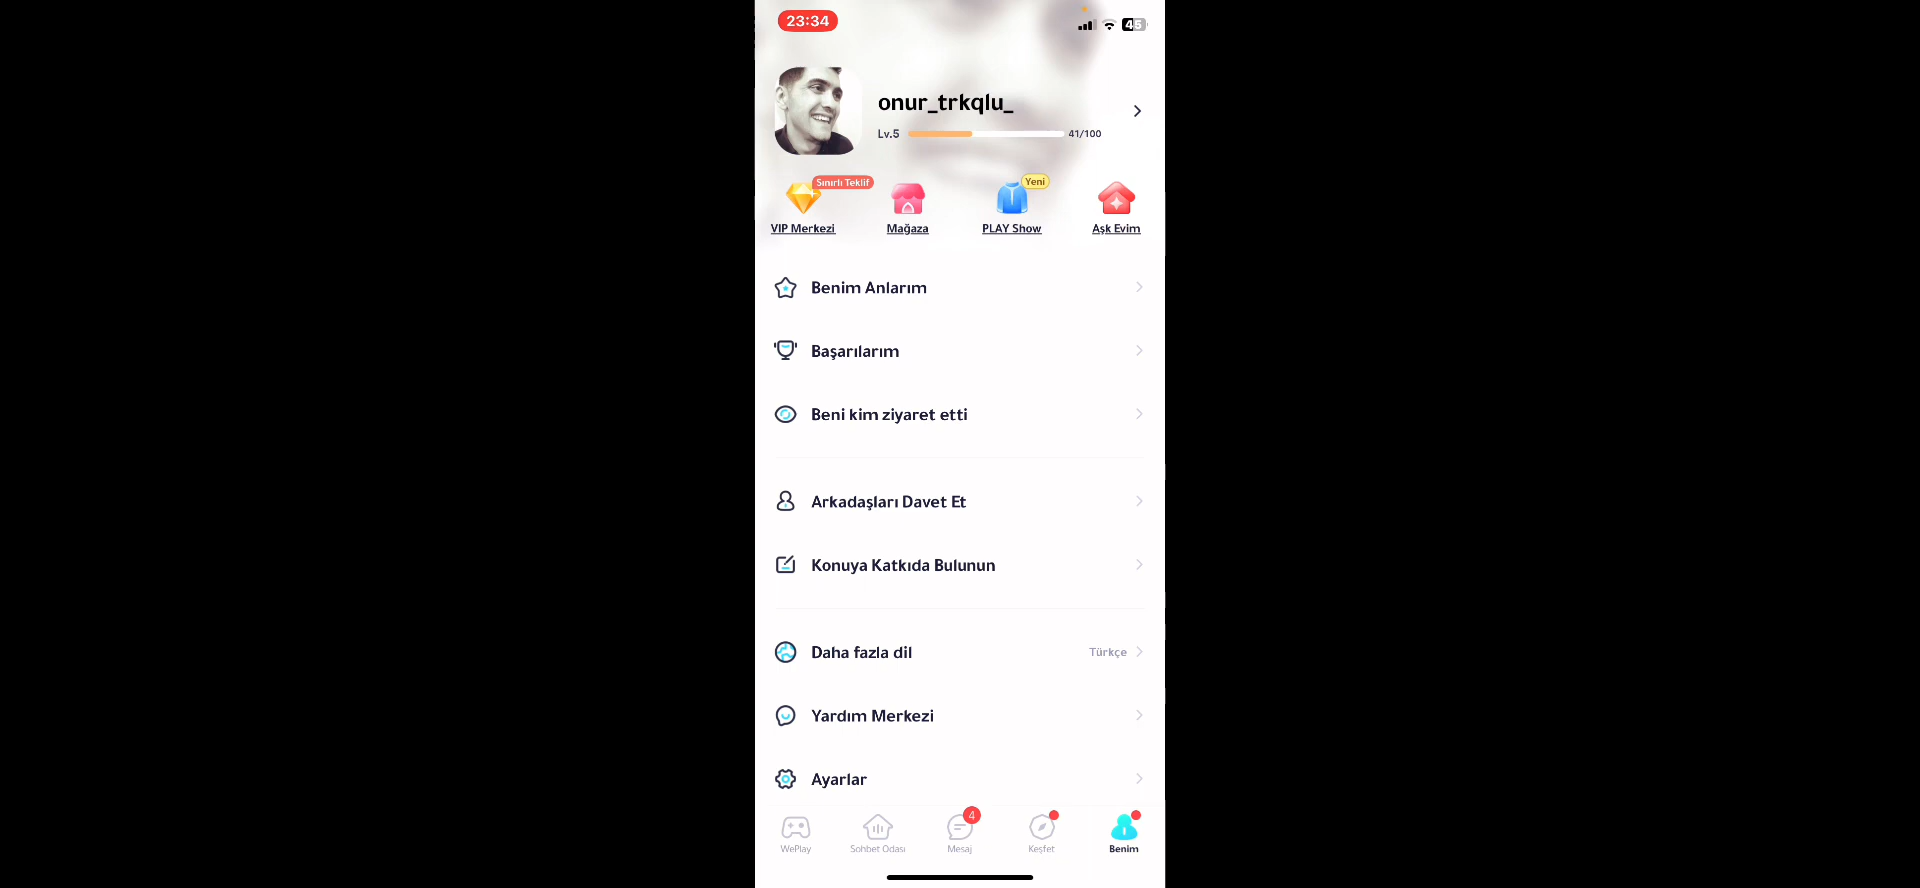 23:34
45
onur_trkqlu_
Lv.5 41/100
Sınırlı Teklif
Yeni
VIP Merkezi Mağaza PLAY Show Aşk Evim
Benim Anlarım
Başarılarım
Beni kim ziyaret etti
Arkadaşları Davet Et
Konuya Katkıda Bulunun
Daha fazla dil Türkçe
Yardım Merkezi
Ayarlar
4
WePlay Sohbet Odası Mesaj Keşfet Benim